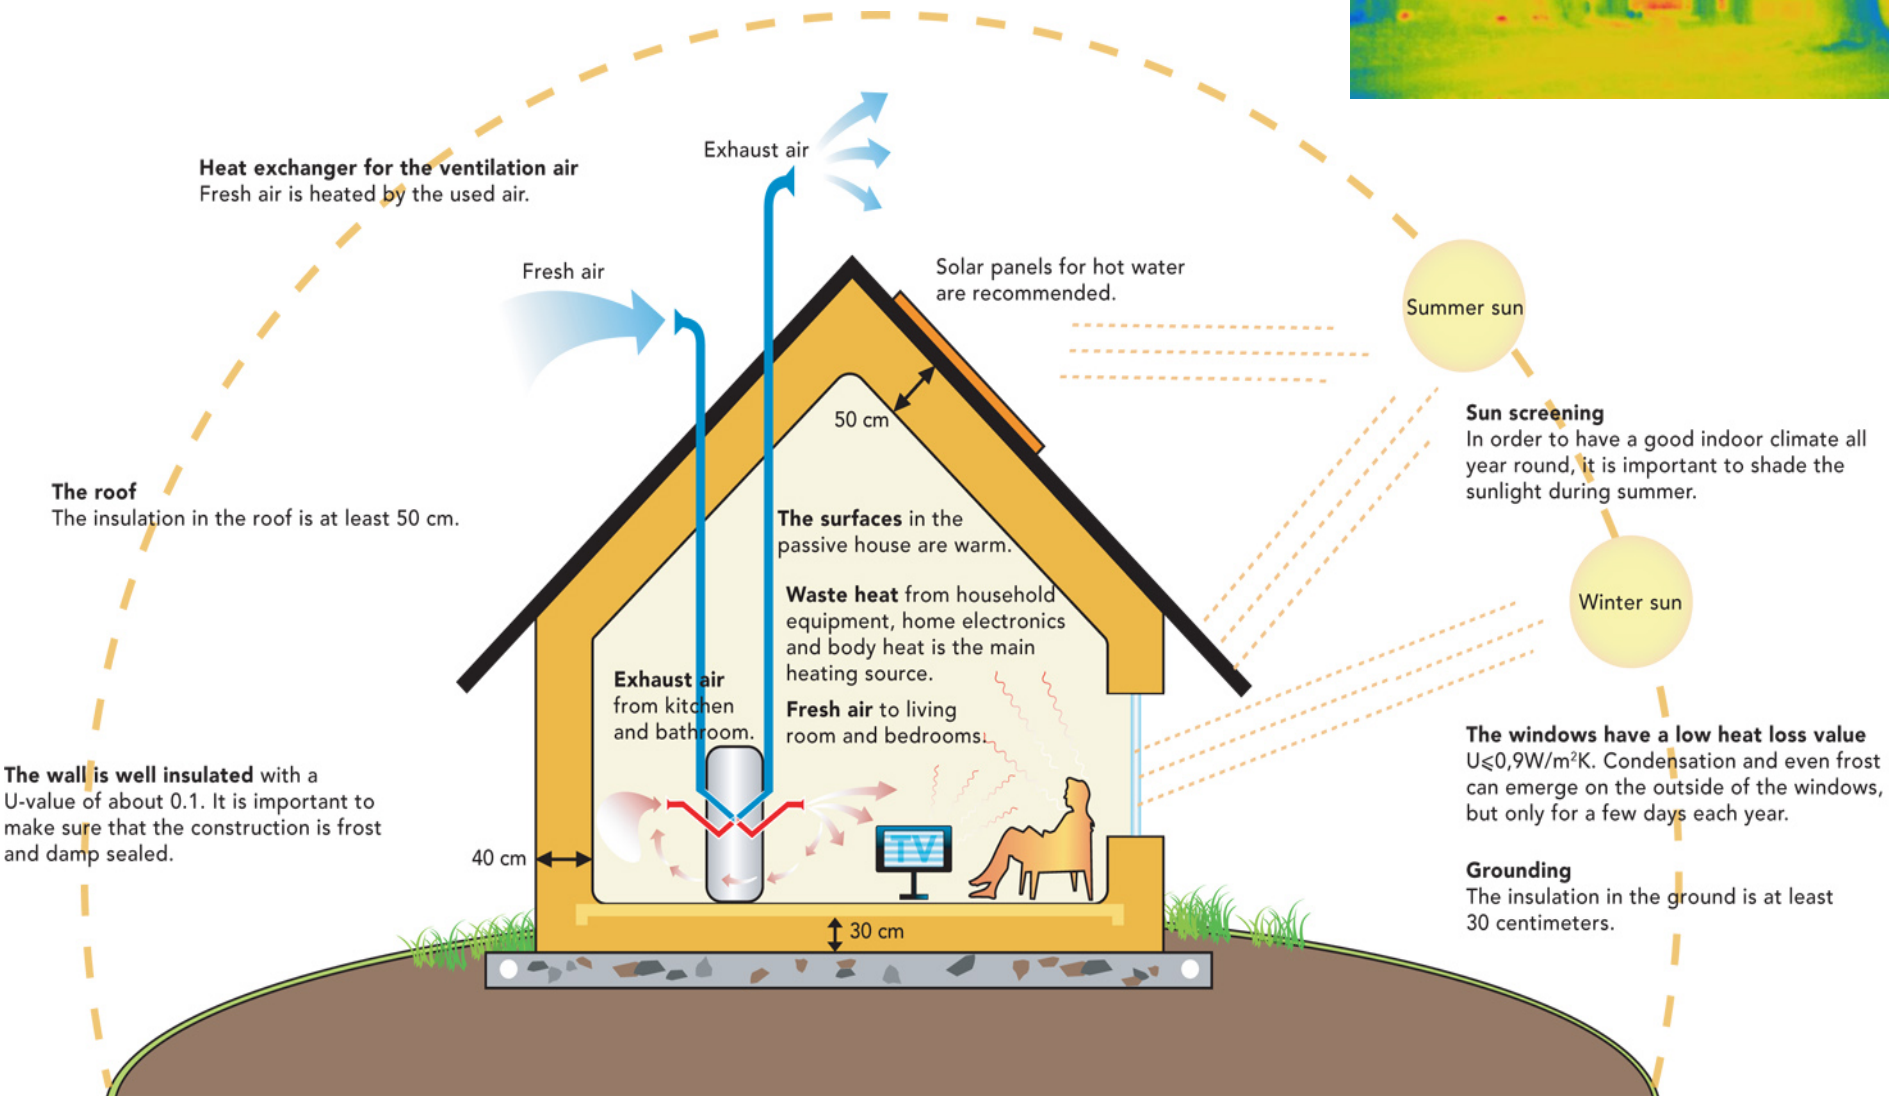 Exhaust air
Heat exchanger for the ventilation air
Fresh air is heated by the used air.
Fresh air
Solar panels for hot water
are recommended.
Summer sun
50 cm
Sun screening
In order to have a good indoor climate all
year round, it is important to shade the
sunlight during summer.
The roof
The insulation in the roof is at least 50 cm.
The surfaces in the
passive house are warm.
Waste heat from household
equipment, home electronics
and body heat is the main
heating source.
Winter sun
Exhaust air
from kitchen
and bathroom.
Fresh air to living
room and bedrooms.
The windows have a low heat loss value
U⩽0,9W/m²K. Condensation and even frost
can emerge on the outside of the windows,
but only for a few days each year.
The wall is well insulated with a
U-value of about 0.1. It is important to
make sure that the construction is frost
and damp sealed.
40 cm
TV
Grounding
The insulation in the ground is at least
30 centimeters.
30 cm